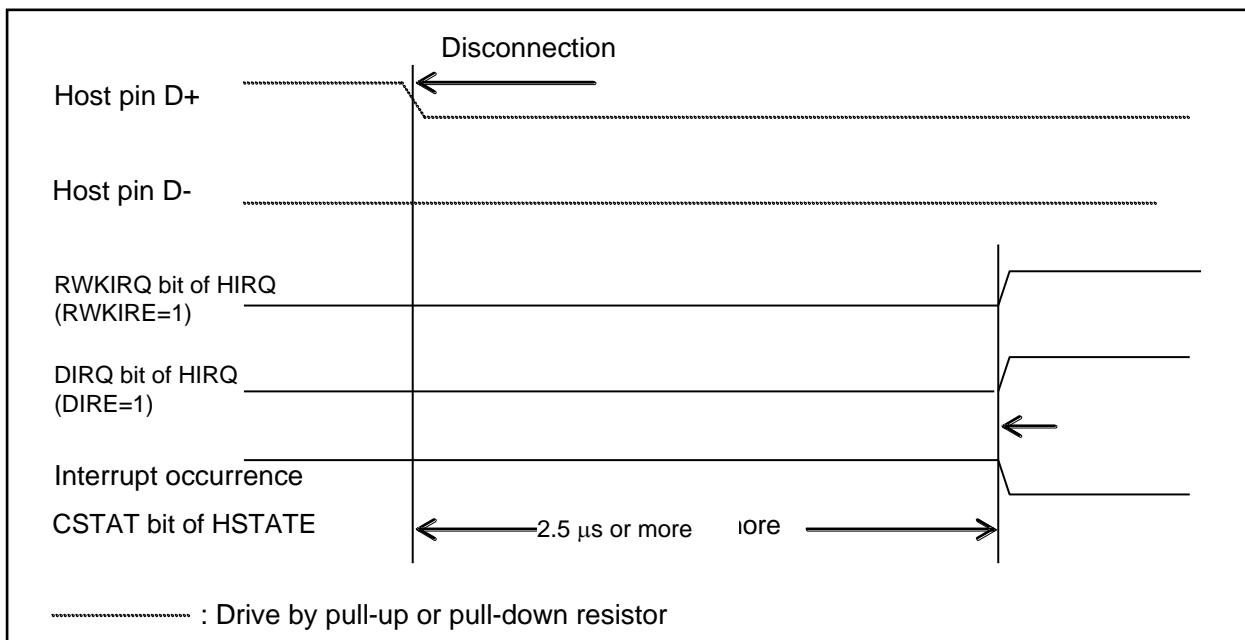 Disconnection
Host pin D+
Host pin D-
RWKIRQ bit of HIRQ
(RWKIRE=1)
DIRQ bit of HIRQ
(DIRE=1)
Interrupt occurrence
CSTAT bit of HSTATE
2.5 µs or more
: Drive by pull-up or pull-down resistor